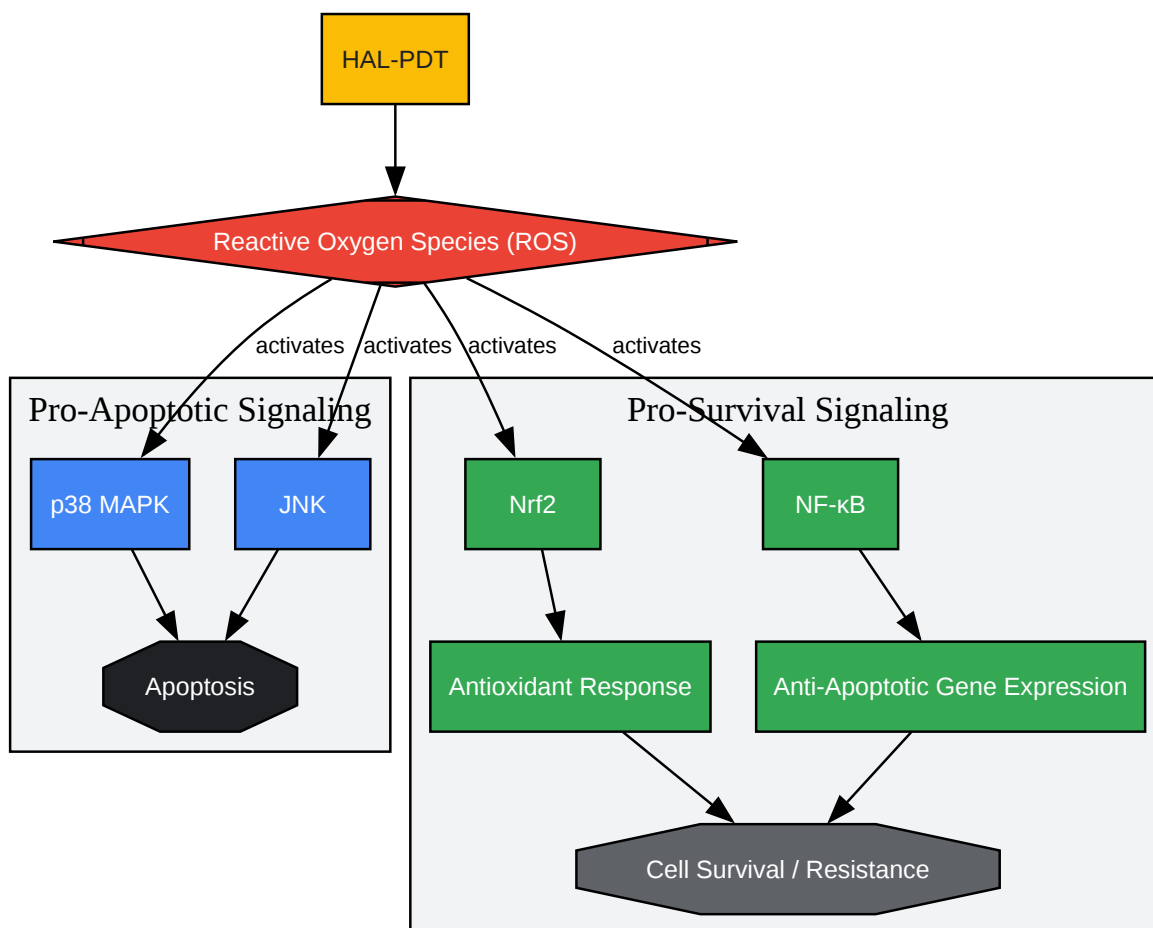 HAL-PDT
Reactive Oxygen Species (ROS)
activates
activates
activates
activates
Pro-Apoptotic Signaling
Pro-Survival Signaling
p38 MAPK
JNK
Nrf2
NF-κB
Apoptosis
Antioxidant Response
Anti-Apoptotic Gene Expression
Cell Survival / Resistance